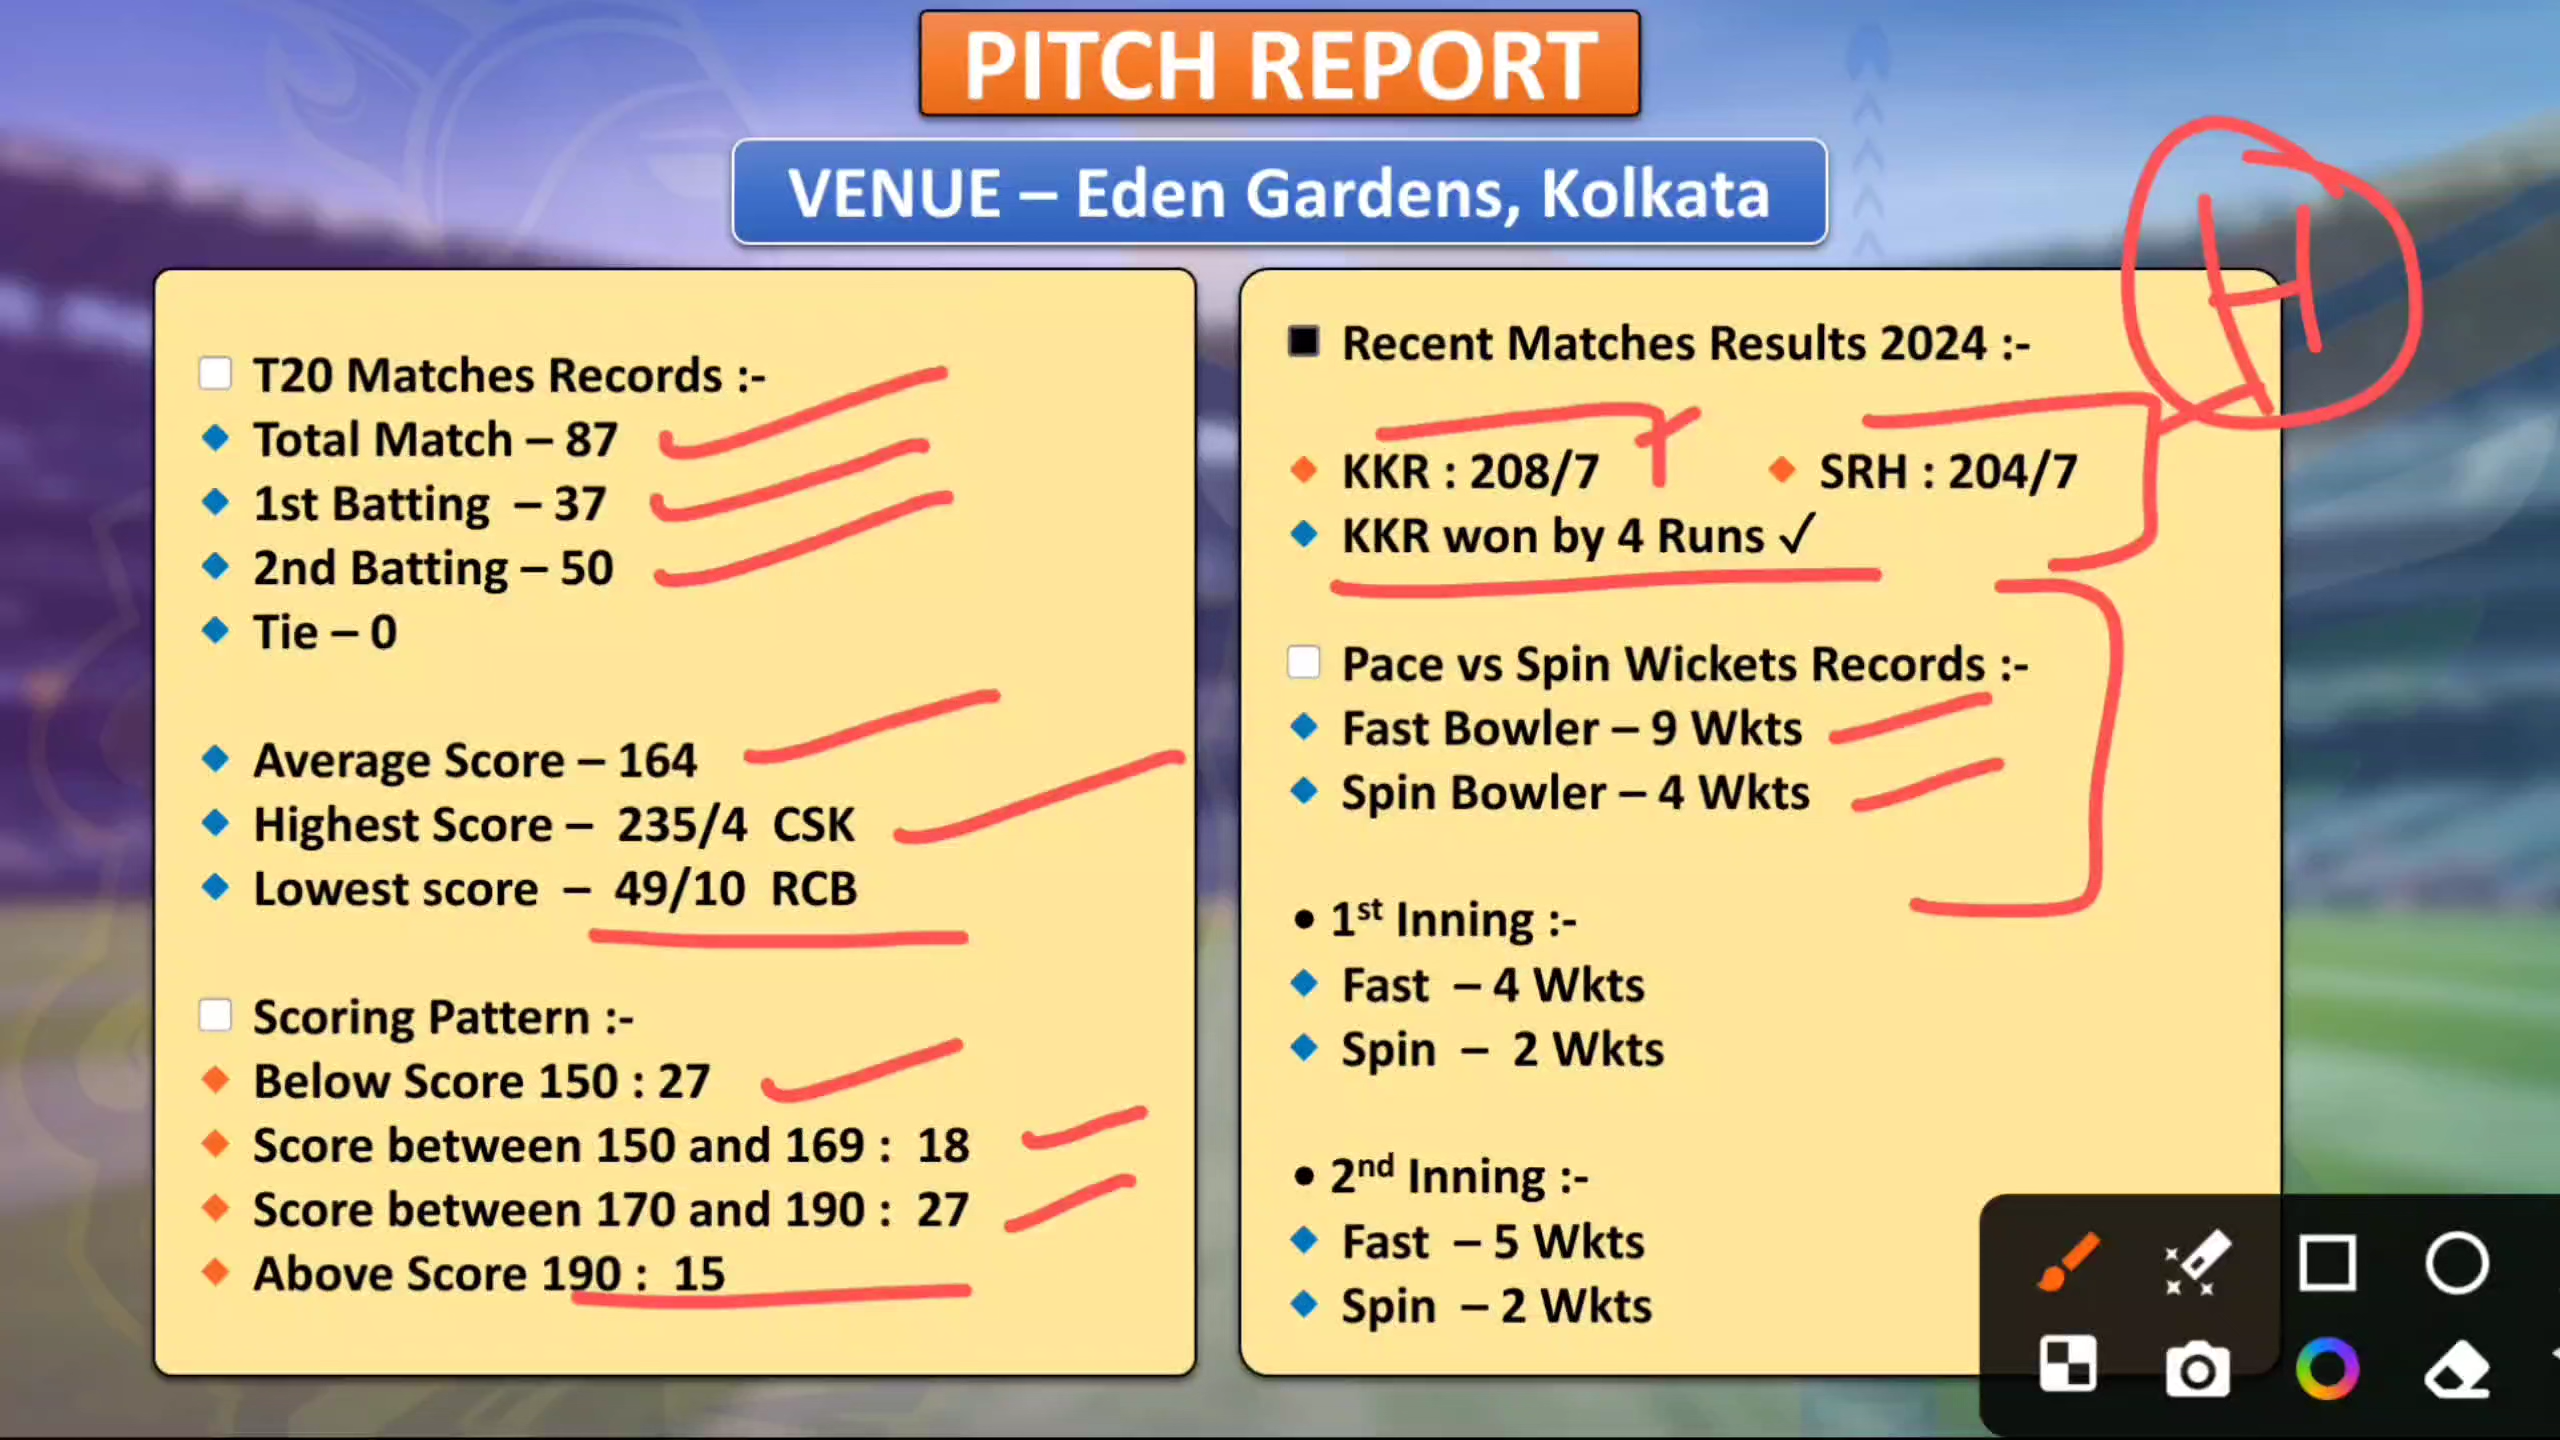 PITCH REPORT
VENUE – Eden Gardens, Kolkata
T20 Matches Records :-
Total Match – 87
1st Batting – 37
2nd Batting – 50
Tie – 0
Average Score – 164
Highest Score – 235/4 CSK
Lowest score – 49/10 RCB
Scoring Pattern :-
Below Score 150 : 27
Score between 150 and 169 : 18
Score between 170 and 190 : 27
Above Score 190 : 15
Recent Matches Results 2024 :-
KKR : 208/7 SRH : 204/7
KKR won by 4 Runs ✓
Pace vs Spin Wickets Records :-
Fast Bowler – 9 Wkts
Spin Bowler – 4 Wkts
• 1st Inning :-
Fast – 4 Wkts
Spin – 2 Wkts
• 2nd Inning :-
Fast – 5 Wkts
Spin – 2 Wkts
H